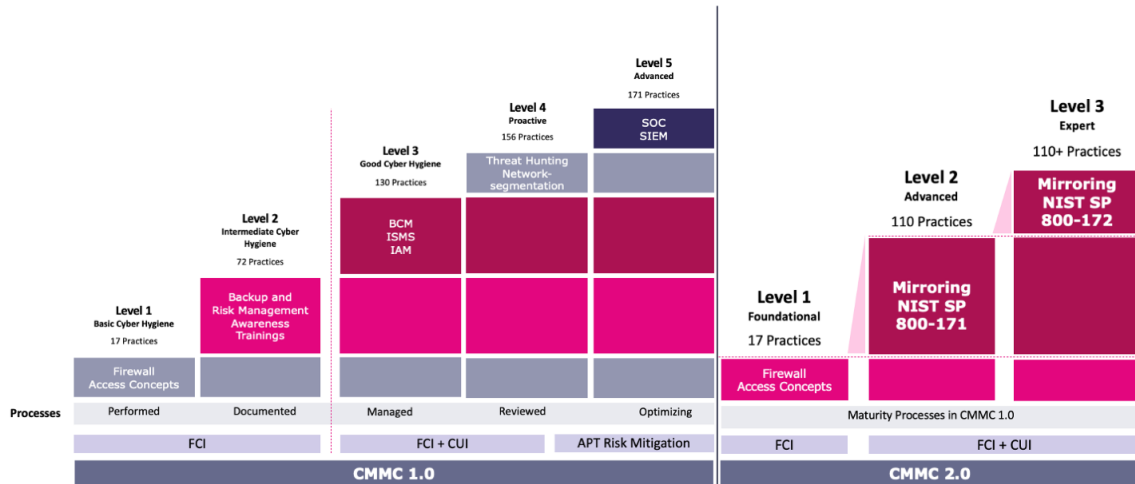 Level 1
Basic Cyber Hygiene
17 Practices
Firewall
Access Concepts
Level 2
Intermediate Cyber
Hygiene
72 Practices
Backup and
Risk Management
Awareness
Trainings
Level 3
Good Cyber Hygiene
130 Practices
BCM
ISMS
IAM
Level 4
Proactive
156 Practices
Threat Hunting
Network-
segmentation
Level 5
Advanced
171 Practices
SOC
SIEM
Processes
Performed
Documented
Managed
Reviewed
Optimizing
FCI
FCI + CUI
APT Risk Mitigation
CMMC 1.0
Level 1
Foundational
17 Practices
Firewall
Access Concepts
Level 2
Advanced
110 Practices
Mirroring
NIST SP
800-171
Level 3
Expert
110+ Practices
Mirroring
NIST SP
800-172
Maturity Processes in CMMC 1.0
FCI
FCI + CUI
CMMC 2.0